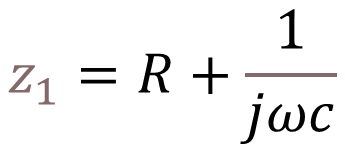 z₁ = R + 1/(jωc)